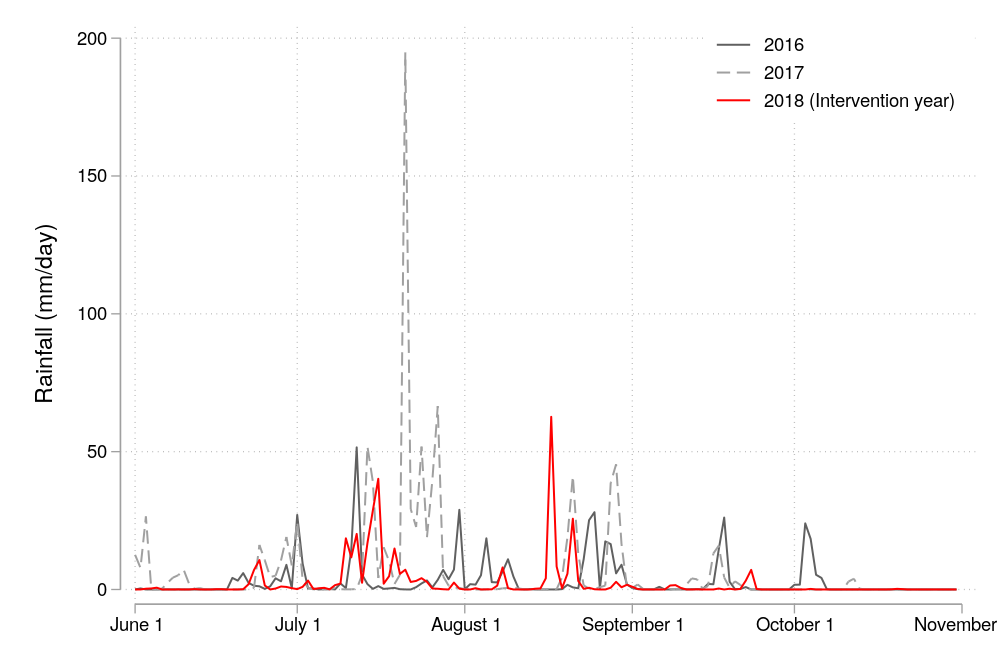 200
2016
2017
2018 (Intervention year)
150
100
50
0
Rainfall (mm/day)
June 1
July 1
August 1
September 1
October 1
November